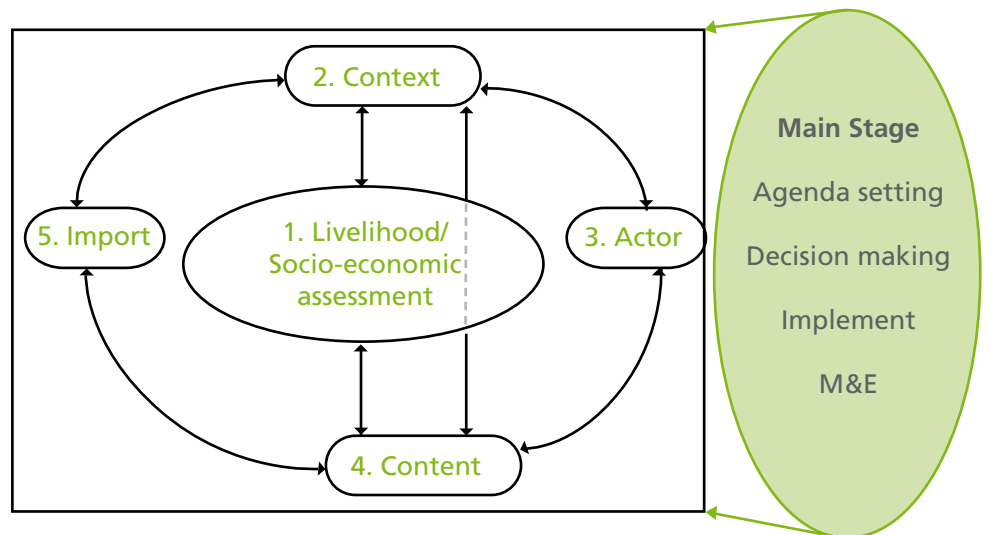 2. Context
5. Import
1. Livelihood/
Socio-economic
assessment
3. Actor
4. Content
Main Stage
Agenda setting
Decision making
Implement
M&E